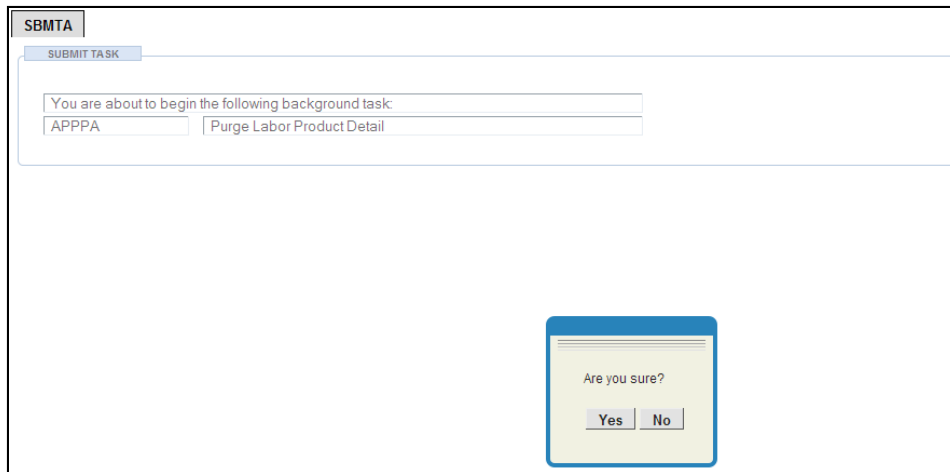 SBMTA
SUBMIT TASK
You are about to begin the following background task:
APPPA Purge Labor Product Detail
Are you sure?
Yes No